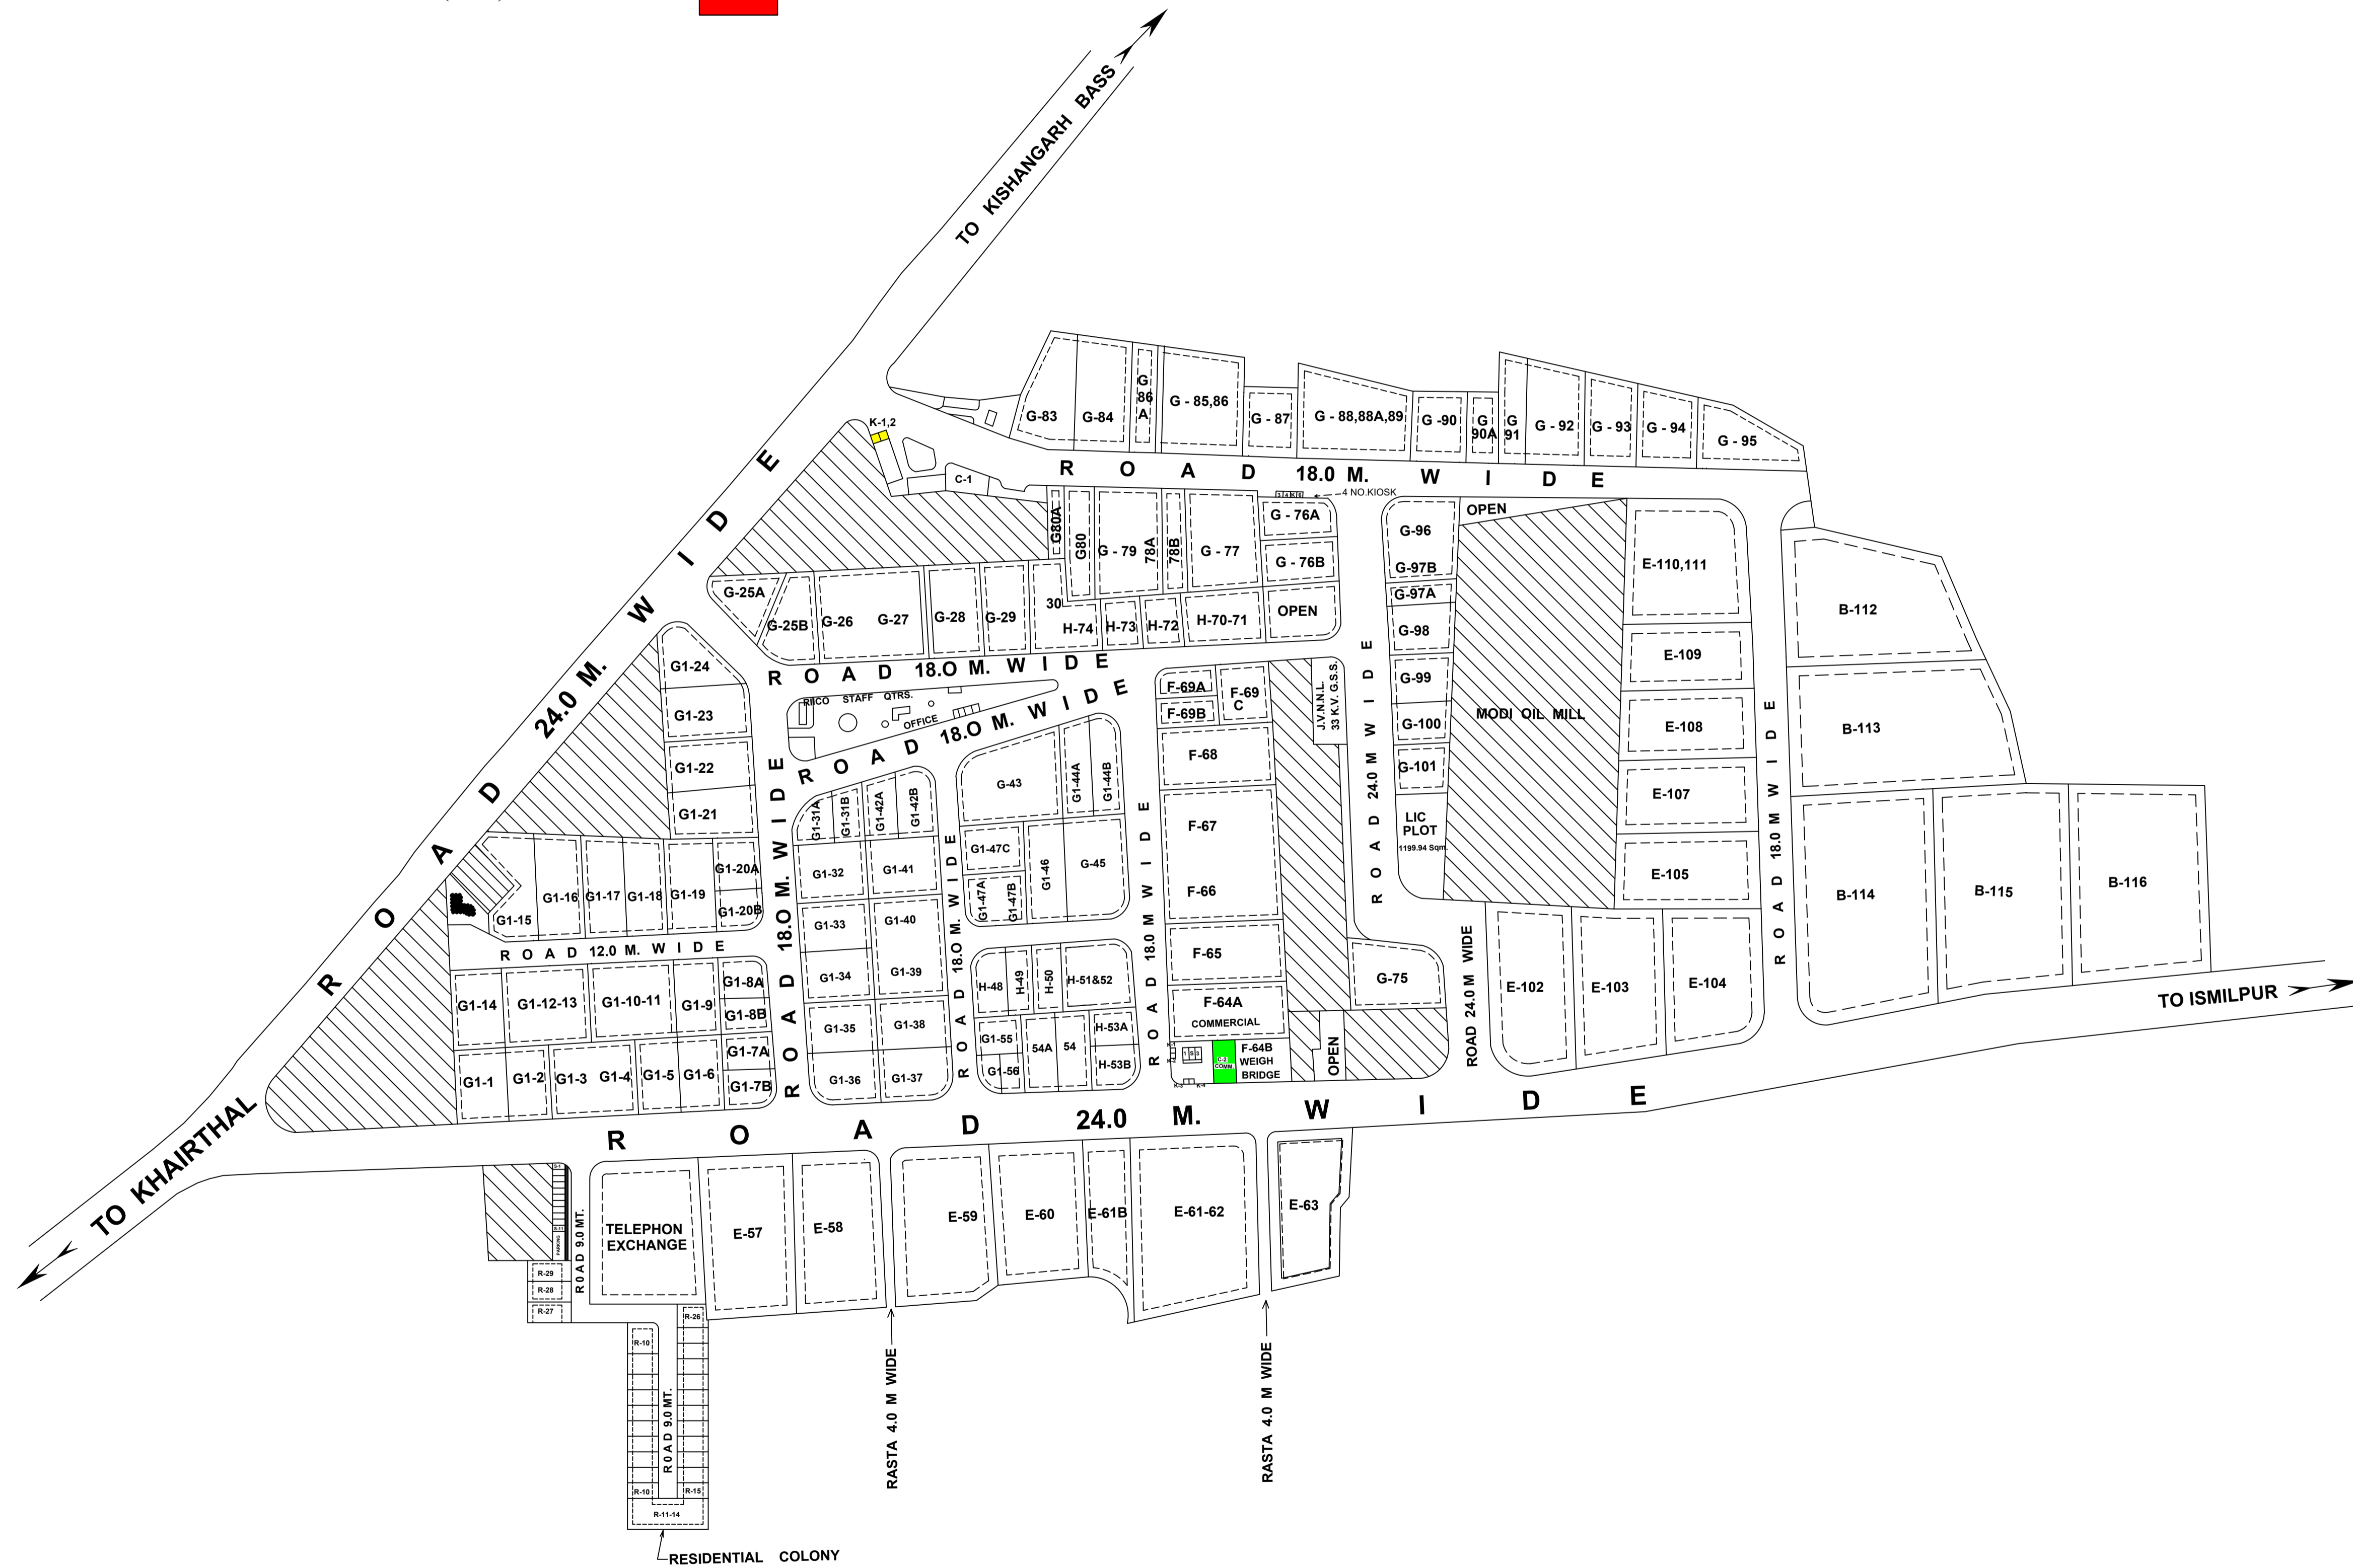 TO KISHANGARH BASS
ROAD 24.0 M. WIDE
K-1,2
C-1
G-83
G-84
G
86
A
G - 85,86
G - 87
G - 88,88A,89
G -90
G
90A
G
91
G - 92
G - 93
G - 94
G - 95
ROAD 18.0 M. WIDE
4 NO.KIOSK
G80A
G80
G - 79
78A
78B
G - 77
G - 76A
G - 76B
OPEN
G-96
G-97B
G-97A
G-98
G-99
G-100
G-101
LIC
PLOT
1199.94 Sqm.
OPEN
MODI OIL MILL
E-110,111
E-109
E-108
E-107
E-105
B-112
B-113
B-114
B-115
B-116
ROAD 18.0 M WIDE
G-25A
G-25B
G-26
G-27
G-28
G-29
30
H-74
H-73
H-72
H-70-71
ROAD 18.O M. WIDE
RIICO STAFF QTRS.
OFFICE
ROAD 18.O M. WIDE
G1-24
G1-23
G1-22
G1-21
G1-15
G1-16
G1-17
G1-18
G1-19
G1-20A
G1-20B
ROAD 12.0 M. WIDE
ROAD 18.O M. WIDE
G1-14
G1-12-13
G1-10-11
G1-9
G1-8A
G1-8B
G1-1
G1-2
G1-3
G1-4
G1-5
G1-6
G1-7A
G1-7B
G1-31A
G1-31B
G1-42A
G1-42B
G1-32
G1-41
G1-33
G1-40
G1-34
G1-39
G1-35
G1-38
G1-36
G1-37
ROAD 18.O M. WIDE
G-43
G1-44A
G1-44B
G1-47C
G1-47A
G1-47B
G1-46
G-45
H-48
H-49
H-50
H-51&52
G1-55
G1-56
54A
54
H-53A
H-53B
ROAD 18.0 M WIDE
F-69A
F-69B
F-69
C
F-68
F-67
F-66
F-65
F-64A
COMMERCIAL
C-3
COMM.
F-64B
WEIGH
BRIDGE
K-3
K-4
J.V.N.N.L.
33 K.V. G.S.S.
ROAD 24.0 M WIDE
OPEN
G-75
ROAD 24.0 M WIDE
E-102
E-103
E-104
TO ISMILPUR
ROAD 24.0 M. WIDE
TO KHAIRTHAL
S-1
S-11
PARKING
ROAD 9.0 MT.
TELEPHON
EXCHANGE
E-57
E-58
E-59
E-60
E-61B
E-61-62
E-63
R-29
R-28
R-27
R-26
R-10
ROAD 9.0 MT.
R-10
R-15
R-11-14
RASTA 4.0 M WIDE
RASTA 4.0 M WIDE
RESIDENTIAL COLONY